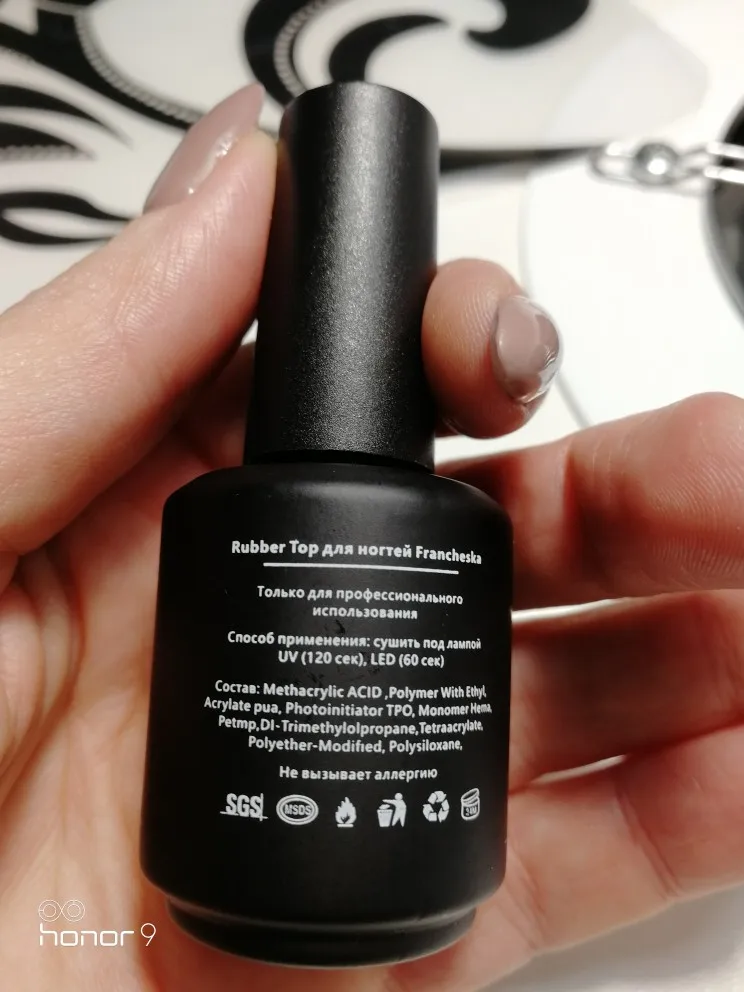 Rubber Top для ногтей Francheska
Только для профессионального
использования
Способ применения: сушить под лампой
UV (120 сек), LED (60 сек)
Состав: Methacrylic ACID ,Polymer With Ethyl,
Acrylate pua, Photoinitiator TPO, Monomer Hema,
Petmp,DI-Trimethylolpropane,Tetraacrylate,
Polyether-Modified, Polysiloxane,
Не вызывает аллергию
SGS MSDS
honor 9